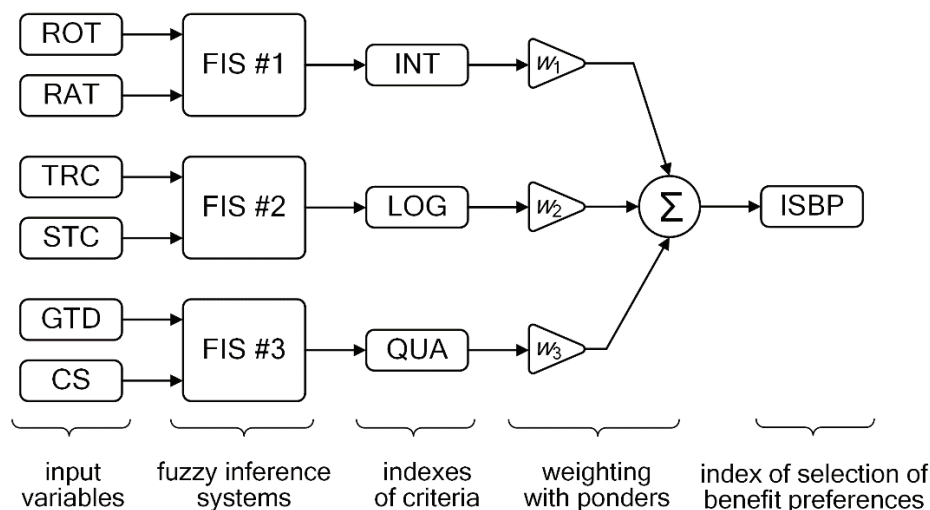 ROT
RAT
FIS #1
INT
w1
TRC
STC
FIS #2
LOG
w2
Σ
ISBP
GTD
CS
FIS #3
QUA
w3
input
variables
fuzzy inference
systems
indexes
of criteria
weighting
with ponders
index of selection of
benefit preferences